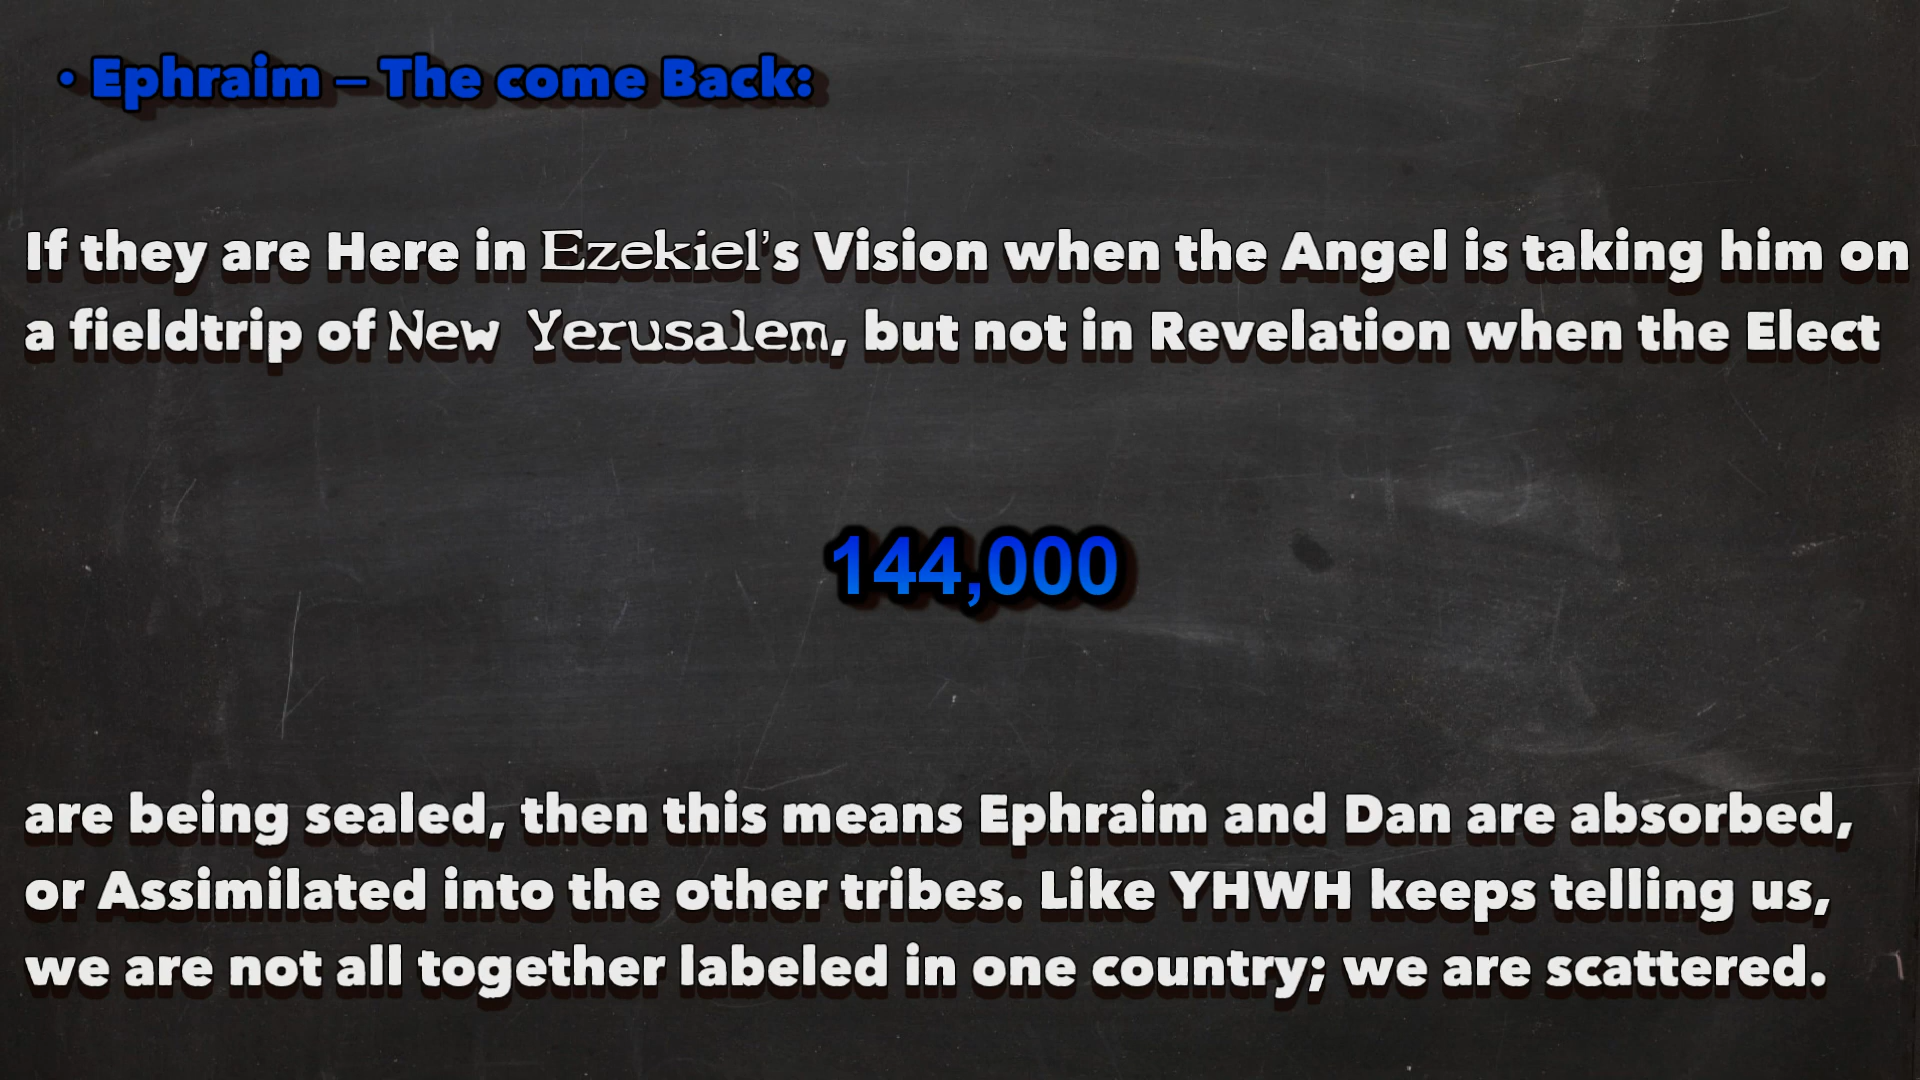 • Ephraim – The come Back:
If they are Here in Ezekiel's Vision when the Angel is taking him on
a fieldtrip of New Yerusalem, but not in Revelation when the Elect
144,000
are being sealed, then this means Ephraim and Dan are absorbed,
or Assimilated into the other tribes. Like YHWH keeps telling us,
we are not all together labeled in one country; we are scattered.